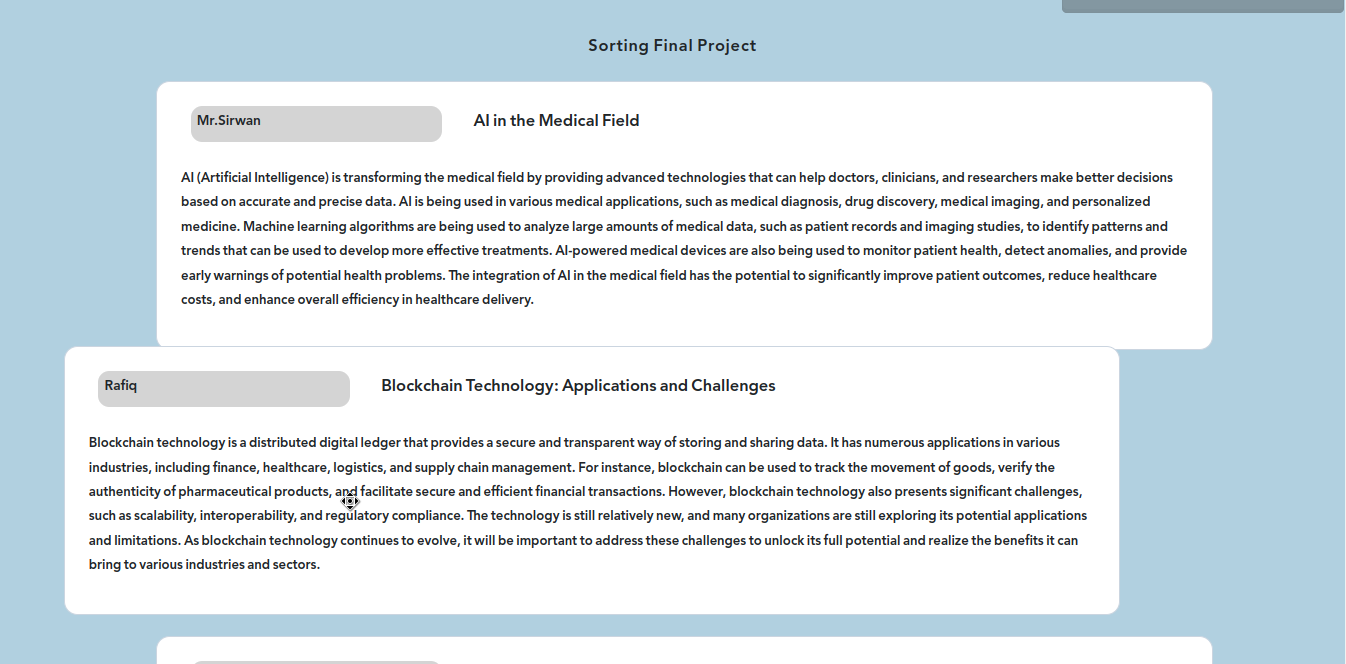 Sorting Final Project
Mr.Sirwan
AI in the Medical Field
AI (Artificial Intelligence) is transforming the medical field by providing advanced technologies that can help doctors, clinicians, and researchers make better decisions
based on accurate and precise data. AI is being used in various medical applications, such as medical diagnosis, drug discovery, medical imaging, and personalized
medicine. Machine learning algorithms are being used to analyze large amounts of medical data, such as patient records and imaging studies, to identify patterns and
trends that can be used to develop more effective treatments. AI-powered medical devices are also being used to monitor patient health, detect anomalies, and provide
early warnings of potential health problems. The integration of AI in the medical field has the potential to significantly improve patient outcomes, reduce healthcare
costs, and enhance overall efficiency in healthcare delivery.
Rafiq
Blockchain Technology: Applications and Challenges
Blockchain technology is a distributed digital ledger that provides a secure and transparent way of storing and sharing data. It has numerous applications in various
industries, including finance, healthcare, logistics, and supply chain management. For instance, blockchain can be used to track the movement of goods, verify the
authenticity of pharmaceutical products, and facilitate secure and efficient financial transactions. However, blockchain technology also presents significant challenges,
such as scalability, interoperability, and regulatory compliance. The technology is still relatively new, and many organizations are still exploring its potential applications
and limitations. As blockchain technology continues to evolve, it will be important to address these challenges to unlock its full potential and realize the benefits it can
bring to various industries and sectors.